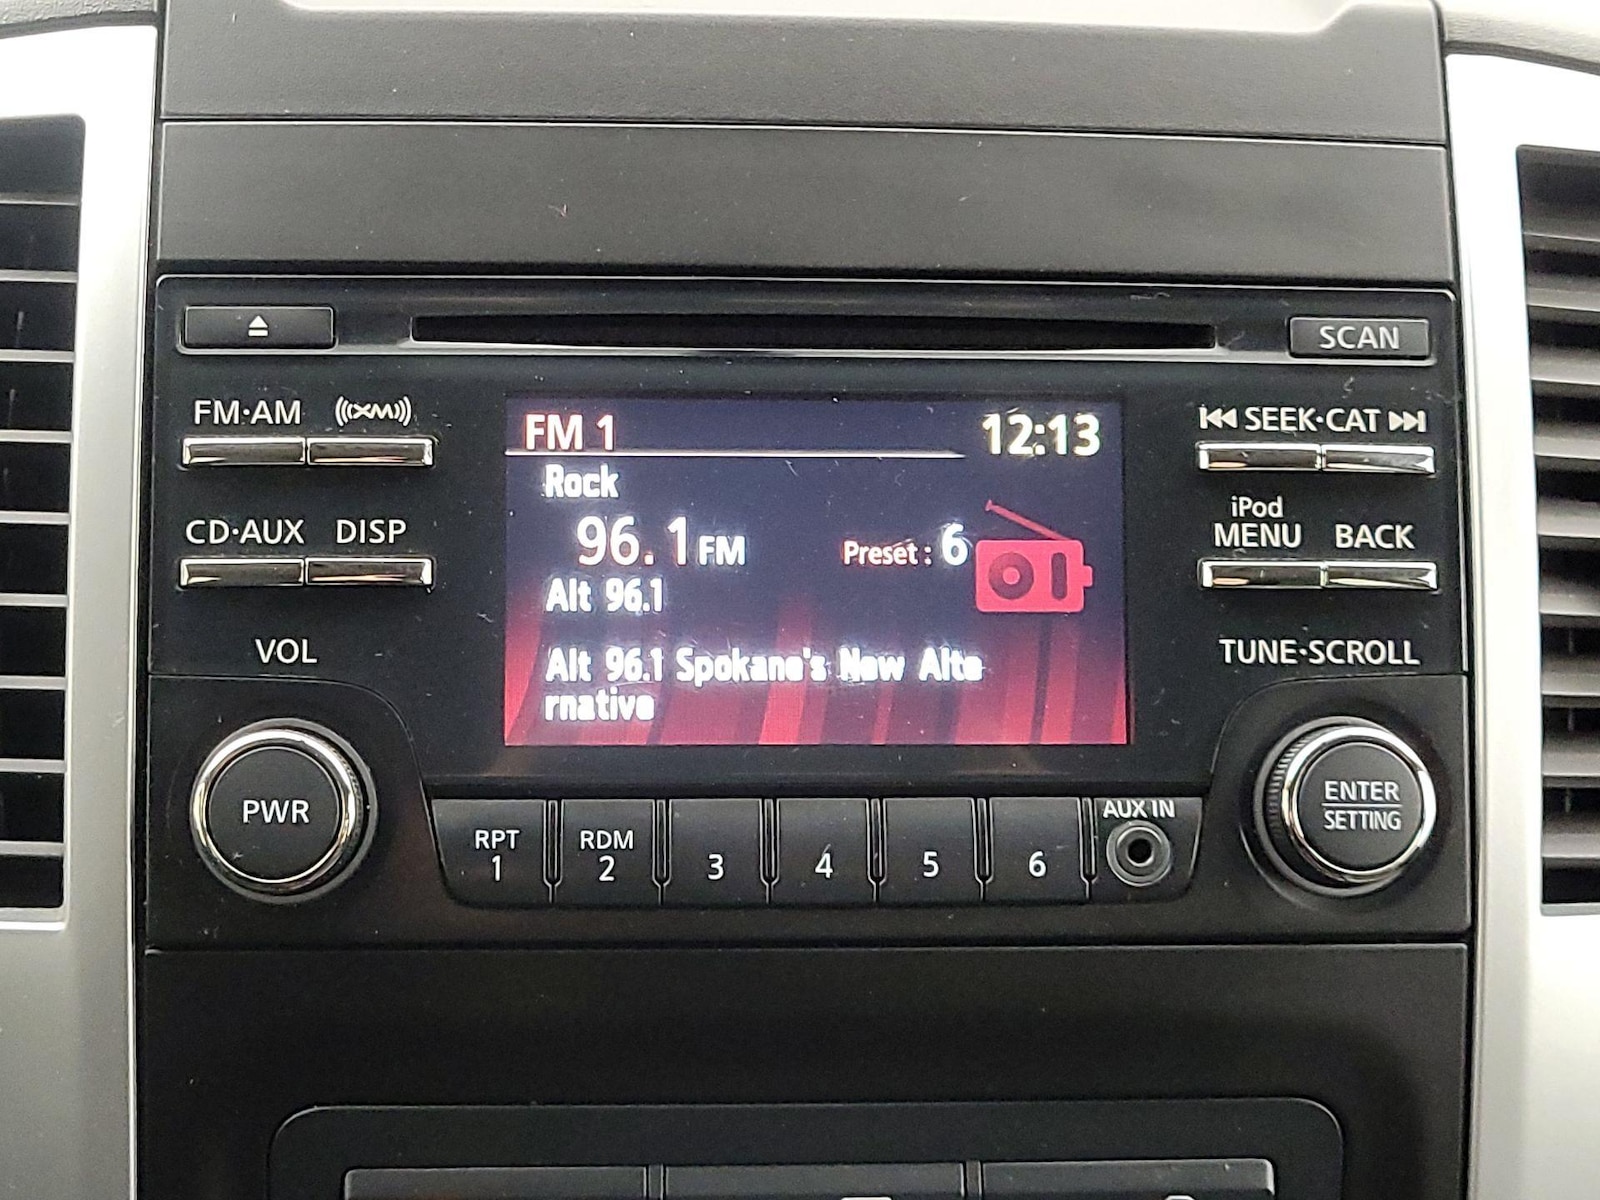 SCAN
FM·AM
((XM))
SEEK·CAT
FM 1
12:13
Rock
96.1 FM
Preset : 6
Alt 96.1
Alt 96.1 Spokane's New Alte
rnative
CD·AUX
DISP
iPod
MENU
BACK
VOL
TUNE·SCROLL
PWR
RPT
1
RDM
2
3
4
5
6
AUX IN
ENTER
SETTING